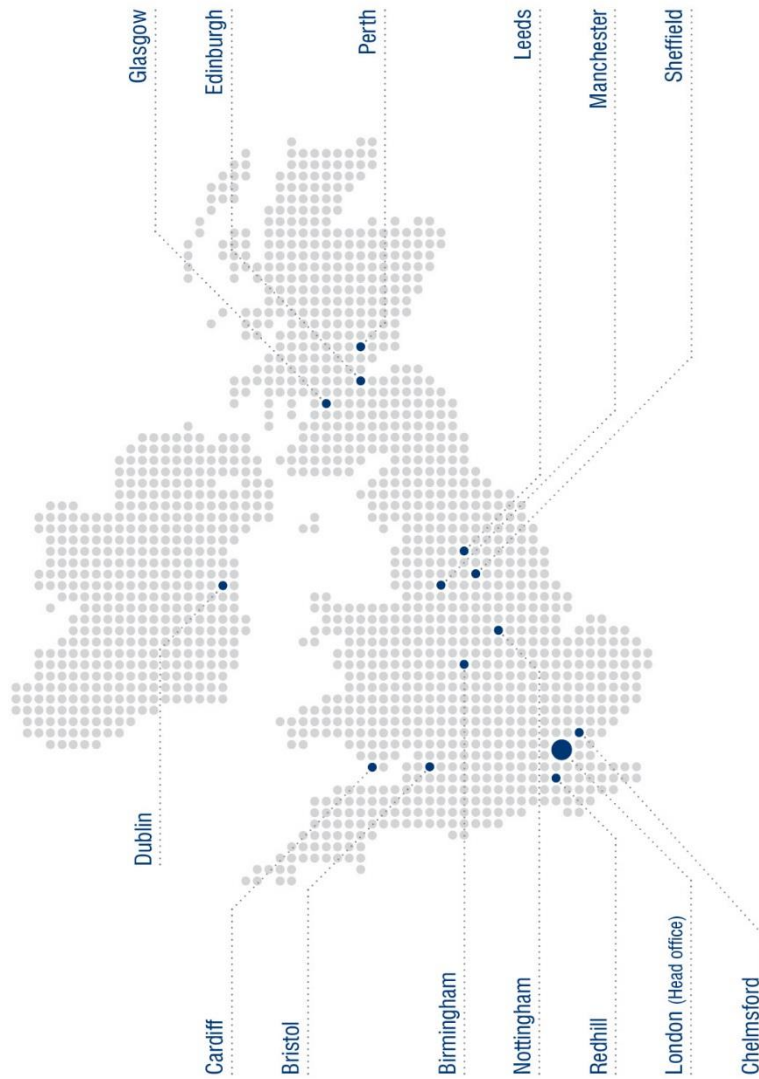 Glasgow
Edinburgh
Perth
Leeds
Manchester
Sheffield
Dublin
Cardiff
Bristol
Birmingham
Nottingham
Redhill
London (Head office)
Chelmsford